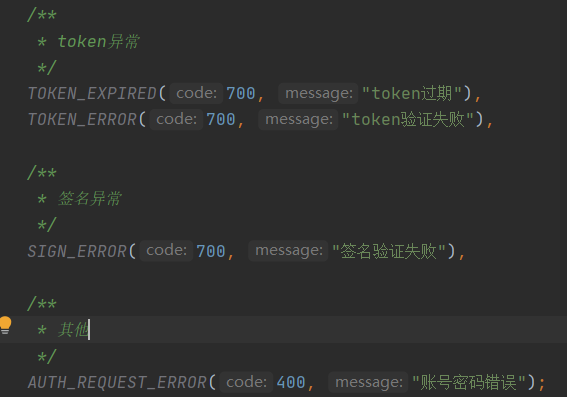 /**
 * token异常
 */
TOKEN_EXPIRED( code: 700, message: "token过期"),
TOKEN_ERROR( code: 700, message: "token验证失败"),
/**
 * 签名异常
 */
SIGN_ERROR( code: 700, message: "签名验证失败"),
/**
 * 其他
 */
AUTH_REQUEST_ERROR( code: 400, message: "账号密码错误");